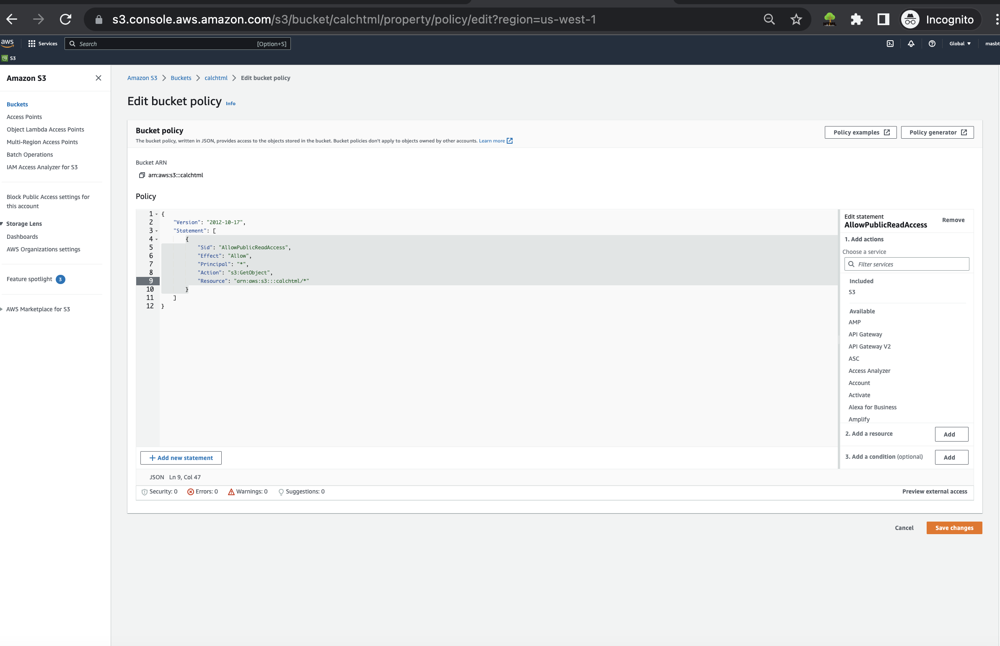 s3.console.aws.amazon.com/s3/bucket/calchtml/property/policy/edit?region=us-west-1
HTML
Incognito
aws
Services
Search
[Option+S]
Global
masbt
S3
Amazon S3
Buckets
Access Points
Object Lambda Access Points
Multi-Region Access Points
Batch Operations
IAM Access Analyzer for S3
Block Public Access settings for
this account
Storage Lens
Dashboards
AWS Organizations settings
Feature spotlight 3
AWS Marketplace for S3
Amazon S3 > Buckets > calchtml > Edit bucket policy
Edit bucket policy Info
Bucket policy
The bucket policy, written in JSON, provides access to the objects stored in the bucket. Bucket policies don't apply to objects owned by other accounts. Learn more
Policy examples
Policy generator
Bucket ARN
arn:aws:s3:::calchtml
Policy
1 {
2 "Version": "2012-10-17",
3 "Statement": [
4 {
5 "Sid": "AllowPublicReadAccess",
6 "Effect": "Allow",
7 "Principal": "*",
8 "Action": "s3:GetObject",
9 "Resource": "arn:aws:s3:::calchtml/*"
10 }
11 ]
12 }
+ Add new statement
JSON Ln 9, Col 47
Security: 0 Errors: 0 Warnings: 0 Suggestions: 0
Preview external access
Edit statement
AllowPublicReadAccess
Remove
1. Add actions
Choose a service
Filter services
Included
S3
Available
AMP
API Gateway
API Gateway V2
ASC
Access Analyzer
Account
Activate
Alexa for Business
Amplify
2. Add a resource
Add
3. Add a condition (optional)
Add
Cancel
Save changes